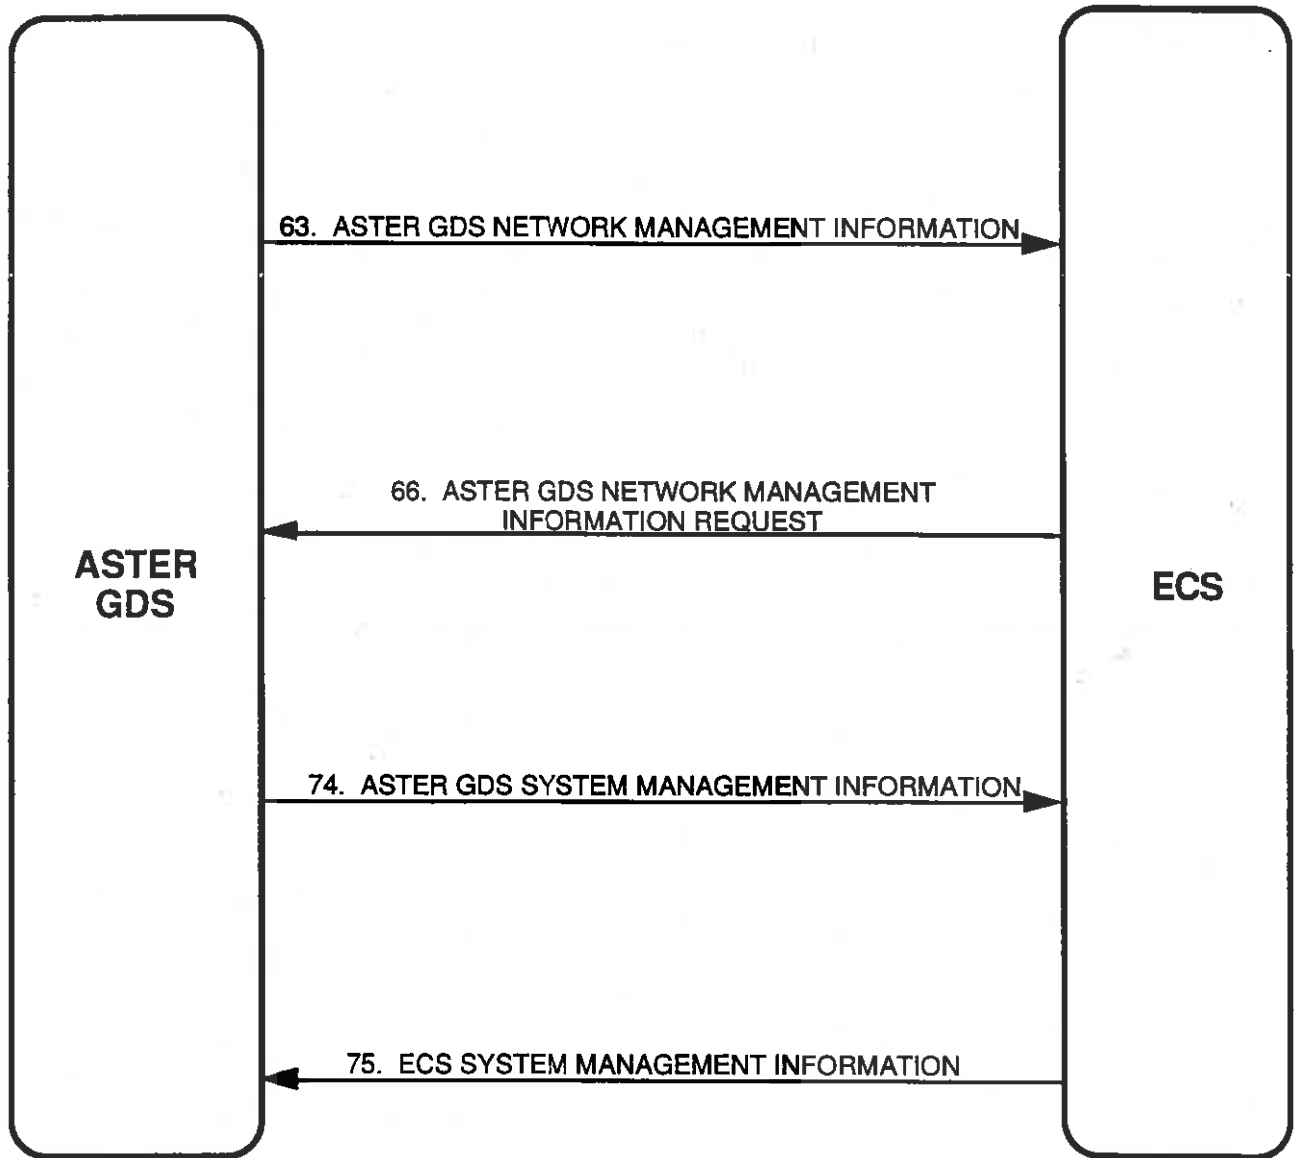 63. ASTER GDS NETWORK MANAGEMENT INFORMATION
66. ASTER GDS NETWORK MANAGEMENT
INFORMATION REQUEST
ASTER
GDS
ECS
74. ASTER GDS SYSTEM MANAGEMENT INFORMATION
75. ECS SYSTEM MANAGEMENT INFORMATION